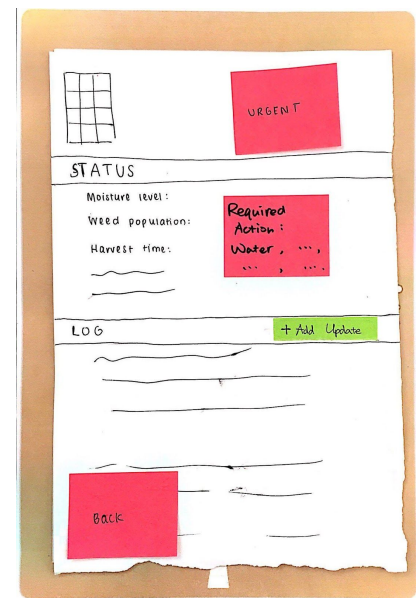 URGENT
STATUS
Moisture level:
Weed population:
Harvest time:
Required
Action:
Water, ...,
... , ...
LOG
+ Add Update
Back